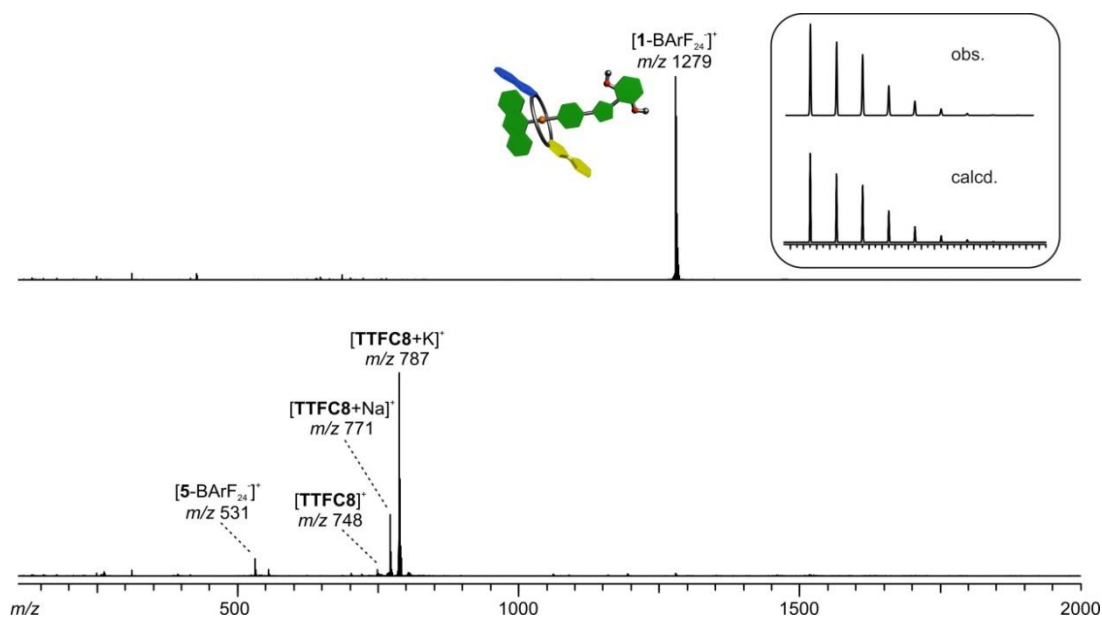 [1-BArF₂₄⁻]⁺
m/z 1279
obs.
calcd.
[TTFC8+K]⁺
m/z 787
[TTFC8+Na]⁺
m/z 771
[5-BArF₂₄⁻]⁺
m/z 531
[TTFC8]⁺
m/z 748
m/z 500 1000 1500 2000